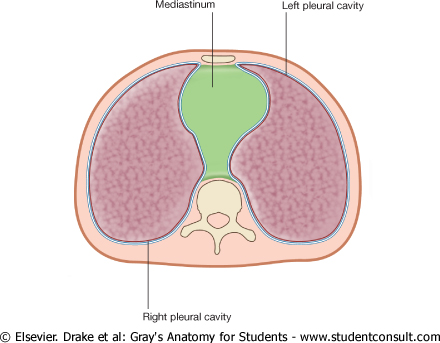 Mediastinum
Left pleural cavity
Right pleural cavity
© Elsevier. Drake et al: Gray's Anatomy for Students - www.studentconsult.com